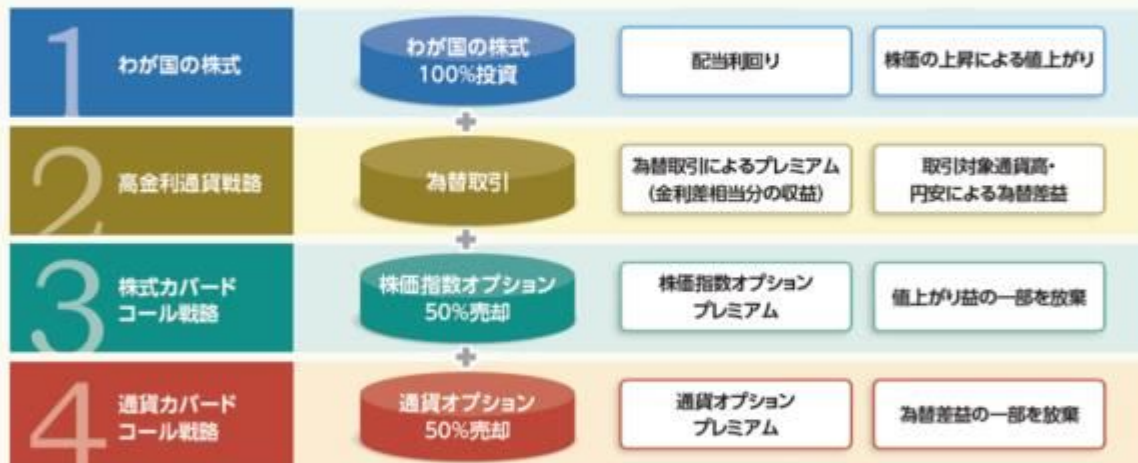 1
わが国の株式
わが国の株式
100%投資
配当利回り
株価の上昇による値上がり
+
2
高金利通貨戦略
為替取引
為替取引によるプレミアム
(金利差相当分の収益)
取引対象通貨高・
円安による為替差益
+
3
株式カバード
コール戦略
株価指数オプション
50%売却
株価指数オプション
プレミアム
値上がり益の一部を放棄
+
4
通貨カバード
コール戦略
通貨オプション
50%売却
通貨オプション
プレミアム
為替差益の一部を放棄